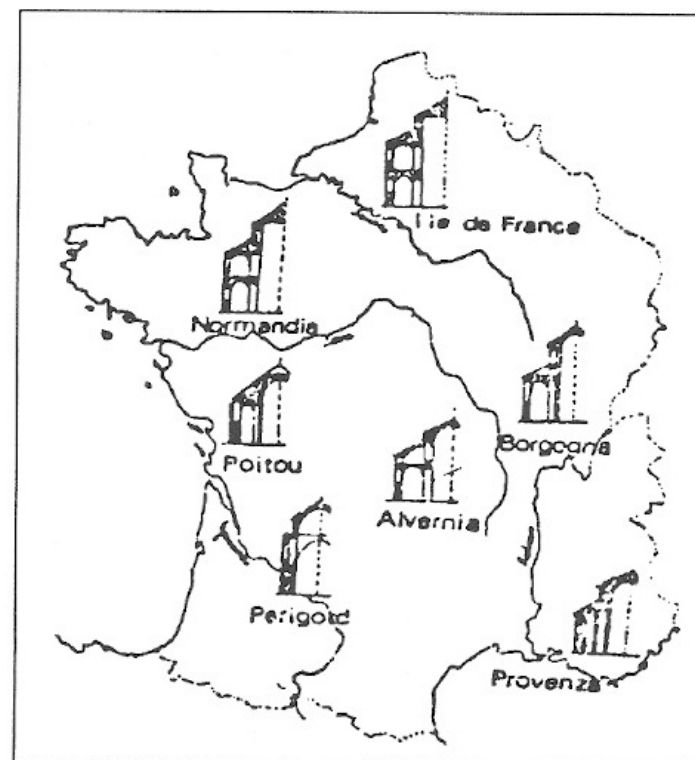 Ile de France
Normandia
Borgogna
Poitou
Alvernia
Perigord
Provenza